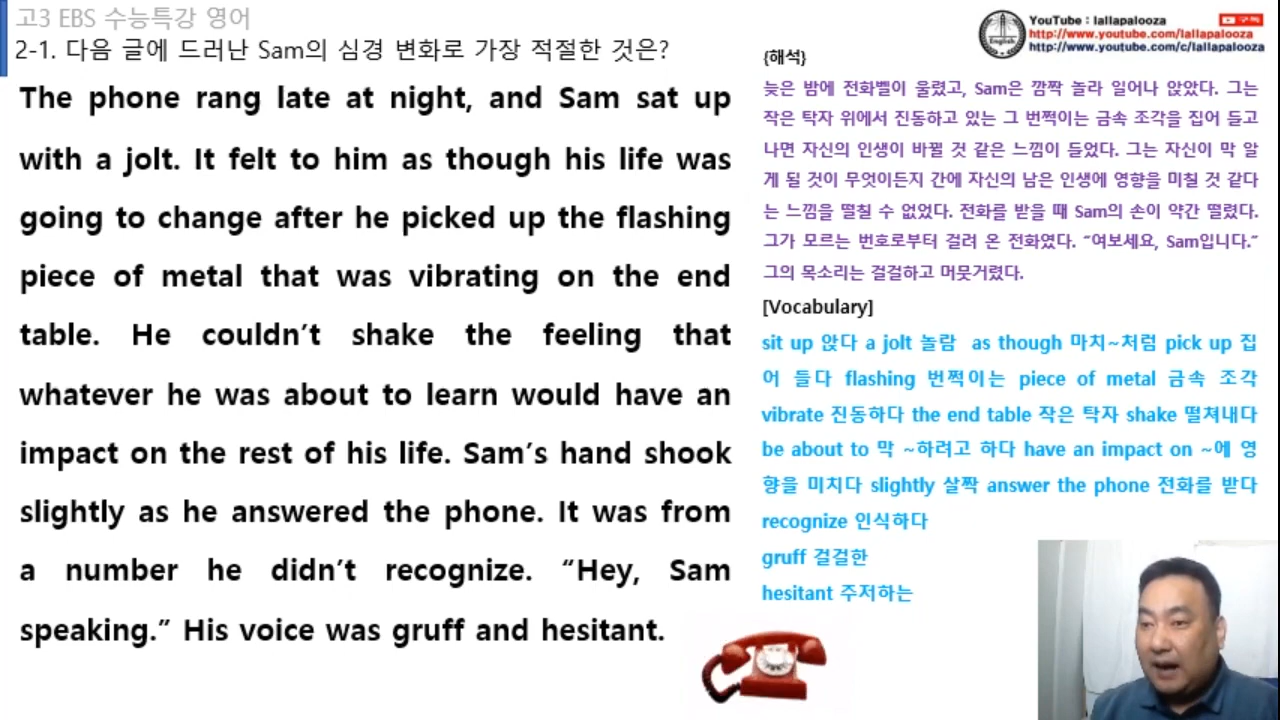 고3 EBS 수능특강 영어
2-1. 다음 글에 드러난 Sam의 심경 변화로 가장 적절한 것은?
The phone rang late at night, and Sam sat up
with a jolt. It felt to him as though his life was
going to change after he picked up the flashing
piece of metal that was vibrating on the end
table. He couldn’t shake the feeling that
whatever he was about to learn would have an
impact on the rest of his life. Sam’s hand shook
slightly as he answered the phone. It was from
a number he didn’t recognize. “Hey, Sam
speaking.” His voice was gruff and hesitant.
YouTube : lallapalooza
구독
http://www.youtube.com/lallapalooza
http://www.youtube.com/c/lallapalooza
English
{해석}
늦은 밤에 전화벨이 울렸고, Sam은 깜짝 놀라 일어나 앉았다. 그는
작은 탁자 위에서 진동하고 있는 그 번쩍이는 금속 조각을 집어 들고
나면 자신의 인생이 바뀔 것 같은 느낌이 들었다. 그는 자신이 막 알
게 될 것이 무엇이든지 간에 자신의 남은 인생에 영향을 미칠 것 같다
는 느낌을 떨칠 수 없었다. 전화를 받을 때 Sam의 손이 약간 떨렸다.
그가 모르는 번호로부터 걸려 온 전화였다. “여보세요, Sam입니다.”
그의 목소리는 걸걸하고 머뭇거렸다.
[Vocabulary]
sit up 앉다 a jolt 놀람 as though 마치~처럼 pick up 집
어 들다 flashing 번쩍이는 piece of metal 금속 조각
vibrate 진동하다 the end table 작은 탁자 shake 떨쳐내다
be about to 막 ~하려고 하다 have an impact on ~에 영
향을 미치다 slightly 살짝 answer the phone 전화를 받다
recognize 인식하다
gruff 걸걸한
hesitant 주저하는